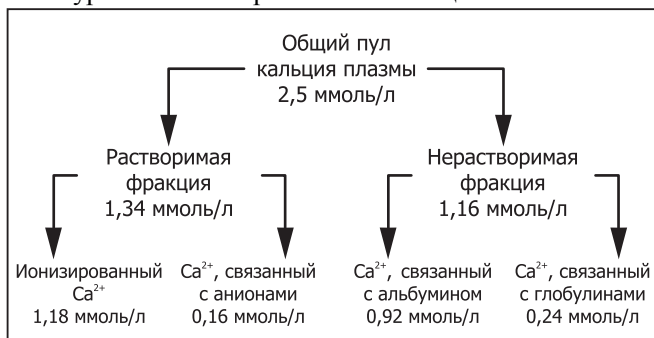 Общий пул
кальция плазмы
2,5 ммоль/л
Растворимая
фракция
1,34 ммоль/л
Нерастворимая
фракция
1,16 ммоль/л
Ионизированный
Ca²⁺
1,18 ммоль/л
Ca²⁺, связанный
с анионами
0,16 ммоль/л
Ca²⁺, связанный
с альбумином
0,92 ммоль/л
Ca²⁺, связанный
с глобулинами
0,24 ммоль/л